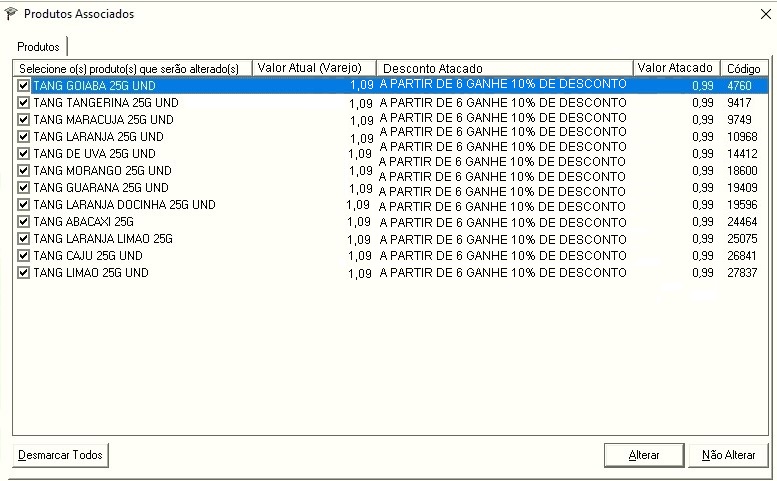 Produtos Associados
Produtos
Selecione o(s) produto(s) que serão alterado(s) Valor Atual (Varejo) Desconto Atacado Valor Atacado Código
TANG GOIABA 25G UND 1,09 A PARTIR DE 6 GANHE 10% DE DESCONTO 0,99 4760
TANG TANGERINA 25G UND 1,09 A PARTIR DE 6 GANHE 10% DE DESCONTO 0,99 9417
TANG MARACUJA 25G UND 1,09 A PARTIR DE 6 GANHE 10% DE DESCONTO 0,99 9749
TANG LARANJA 25G UND 1,09 A PARTIR DE 6 GANHE 10% DE DESCONTO 0,99 10968
TANG DE UVA 25G UND 1,09 A PARTIR DE 6 GANHE 10% DE DESCONTO 0,99 14412
TANG MORANGO 25G UND 1,09 A PARTIR DE 6 GANHE 10% DE DESCONTO 0,99 18600
TANG GUARANA 25G UND 1,09 A PARTIR DE 6 GANHE 10% DE DESCONTO 0,99 19409
TANG LARANJA DOCINHA 25G UND 1,09 A PARTIR DE 6 GANHE 10% DE DESCONTO 0,99 19596
TANG ABACAXI 25G 1,09 A PARTIR DE 6 GANHE 10% DE DESCONTO 0,99 24464
TANG LARANJA LIMAO 25G 1,09 A PARTIR DE 6 GANHE 10% DE DESCONTO 0,99 25075
TANG CAJU 25G UND 1,09 A PARTIR DE 6 GANHE 10% DE DESCONTO 0,99 26841
TANG LIMAO 25G UND 1,09 A PARTIR DE 6 GANHE 10% DE DESCONTO 0,99 27837
Desmarcar Todos Alterar Não Alterar